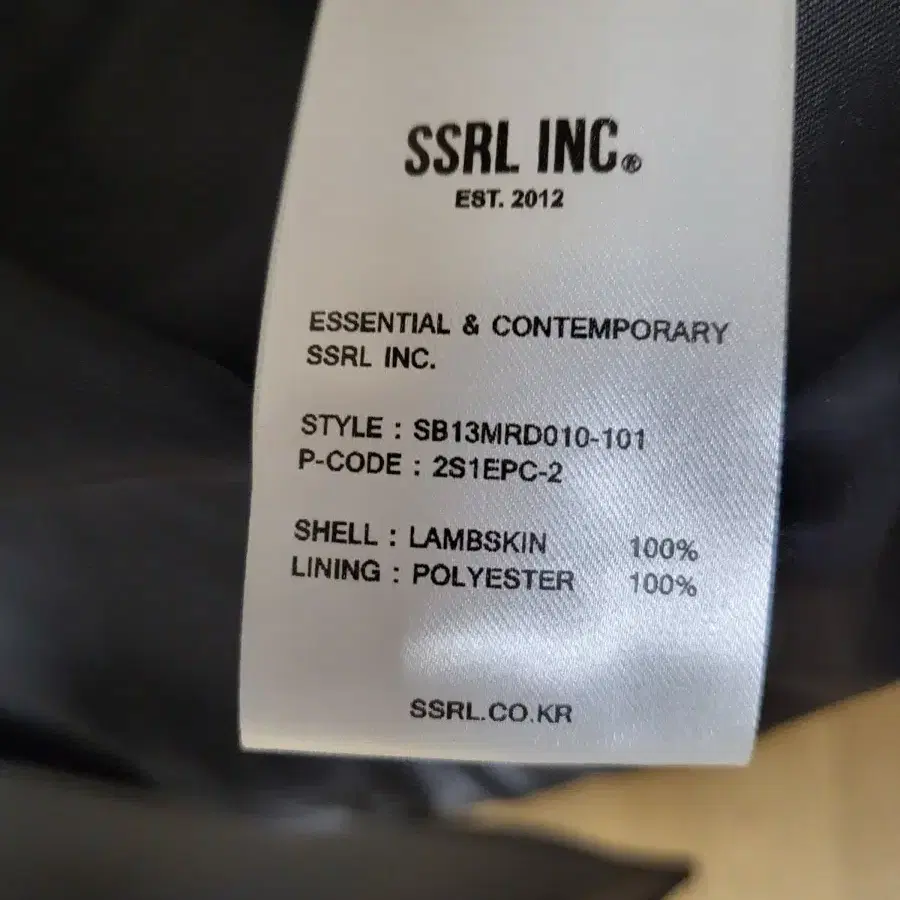 SSRL INC.®
EST. 2012
ESSENTIAL & CONTEMPORARY
SSRL INC.
STYLE : SB13MRD010-101
P-CODE : 2S1EPC-2
SHELL : LAMBSKIN 100%
LINING : POLYESTER 100%
SSRL.CO.KR